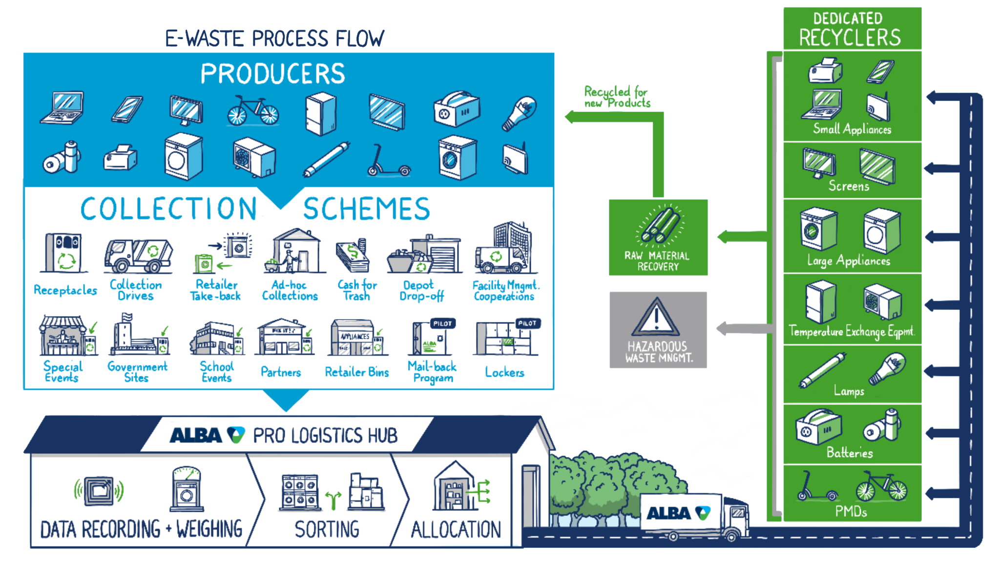 E-WASTE PROCESS FLOW
PRODUCERS
COLLECTION SCHEMES
Receptacles
Collection
Drives
Retailer
Take-back
$
Ad-hoc
Collections
Cash for
Trash
Depot
Drop-off
Facility Mngmt.
Cooperations
Special
Events
Government
Sites
School
Events
FIX IT!
Partners
APPLIANCES
SALE
Retailer Bins
PILOT
ALBA
Mail-back
Program
PILOT
Lockers
ALBA PRO LOGISTICS HUB
DATA RECORDING + WEIGHING
SORTING
ALLOCATION
ALBA
Recycled for
new Products
RAW MATERIAL
RECOVERY
!
HAZARDOUS
WASTE MNGMT.
DEDICATED
RECYCLERS
Small Appliances
Screens
Large Appliances
Temperature Exchange Eqpmt.
Lamps
Batteries
PMDs